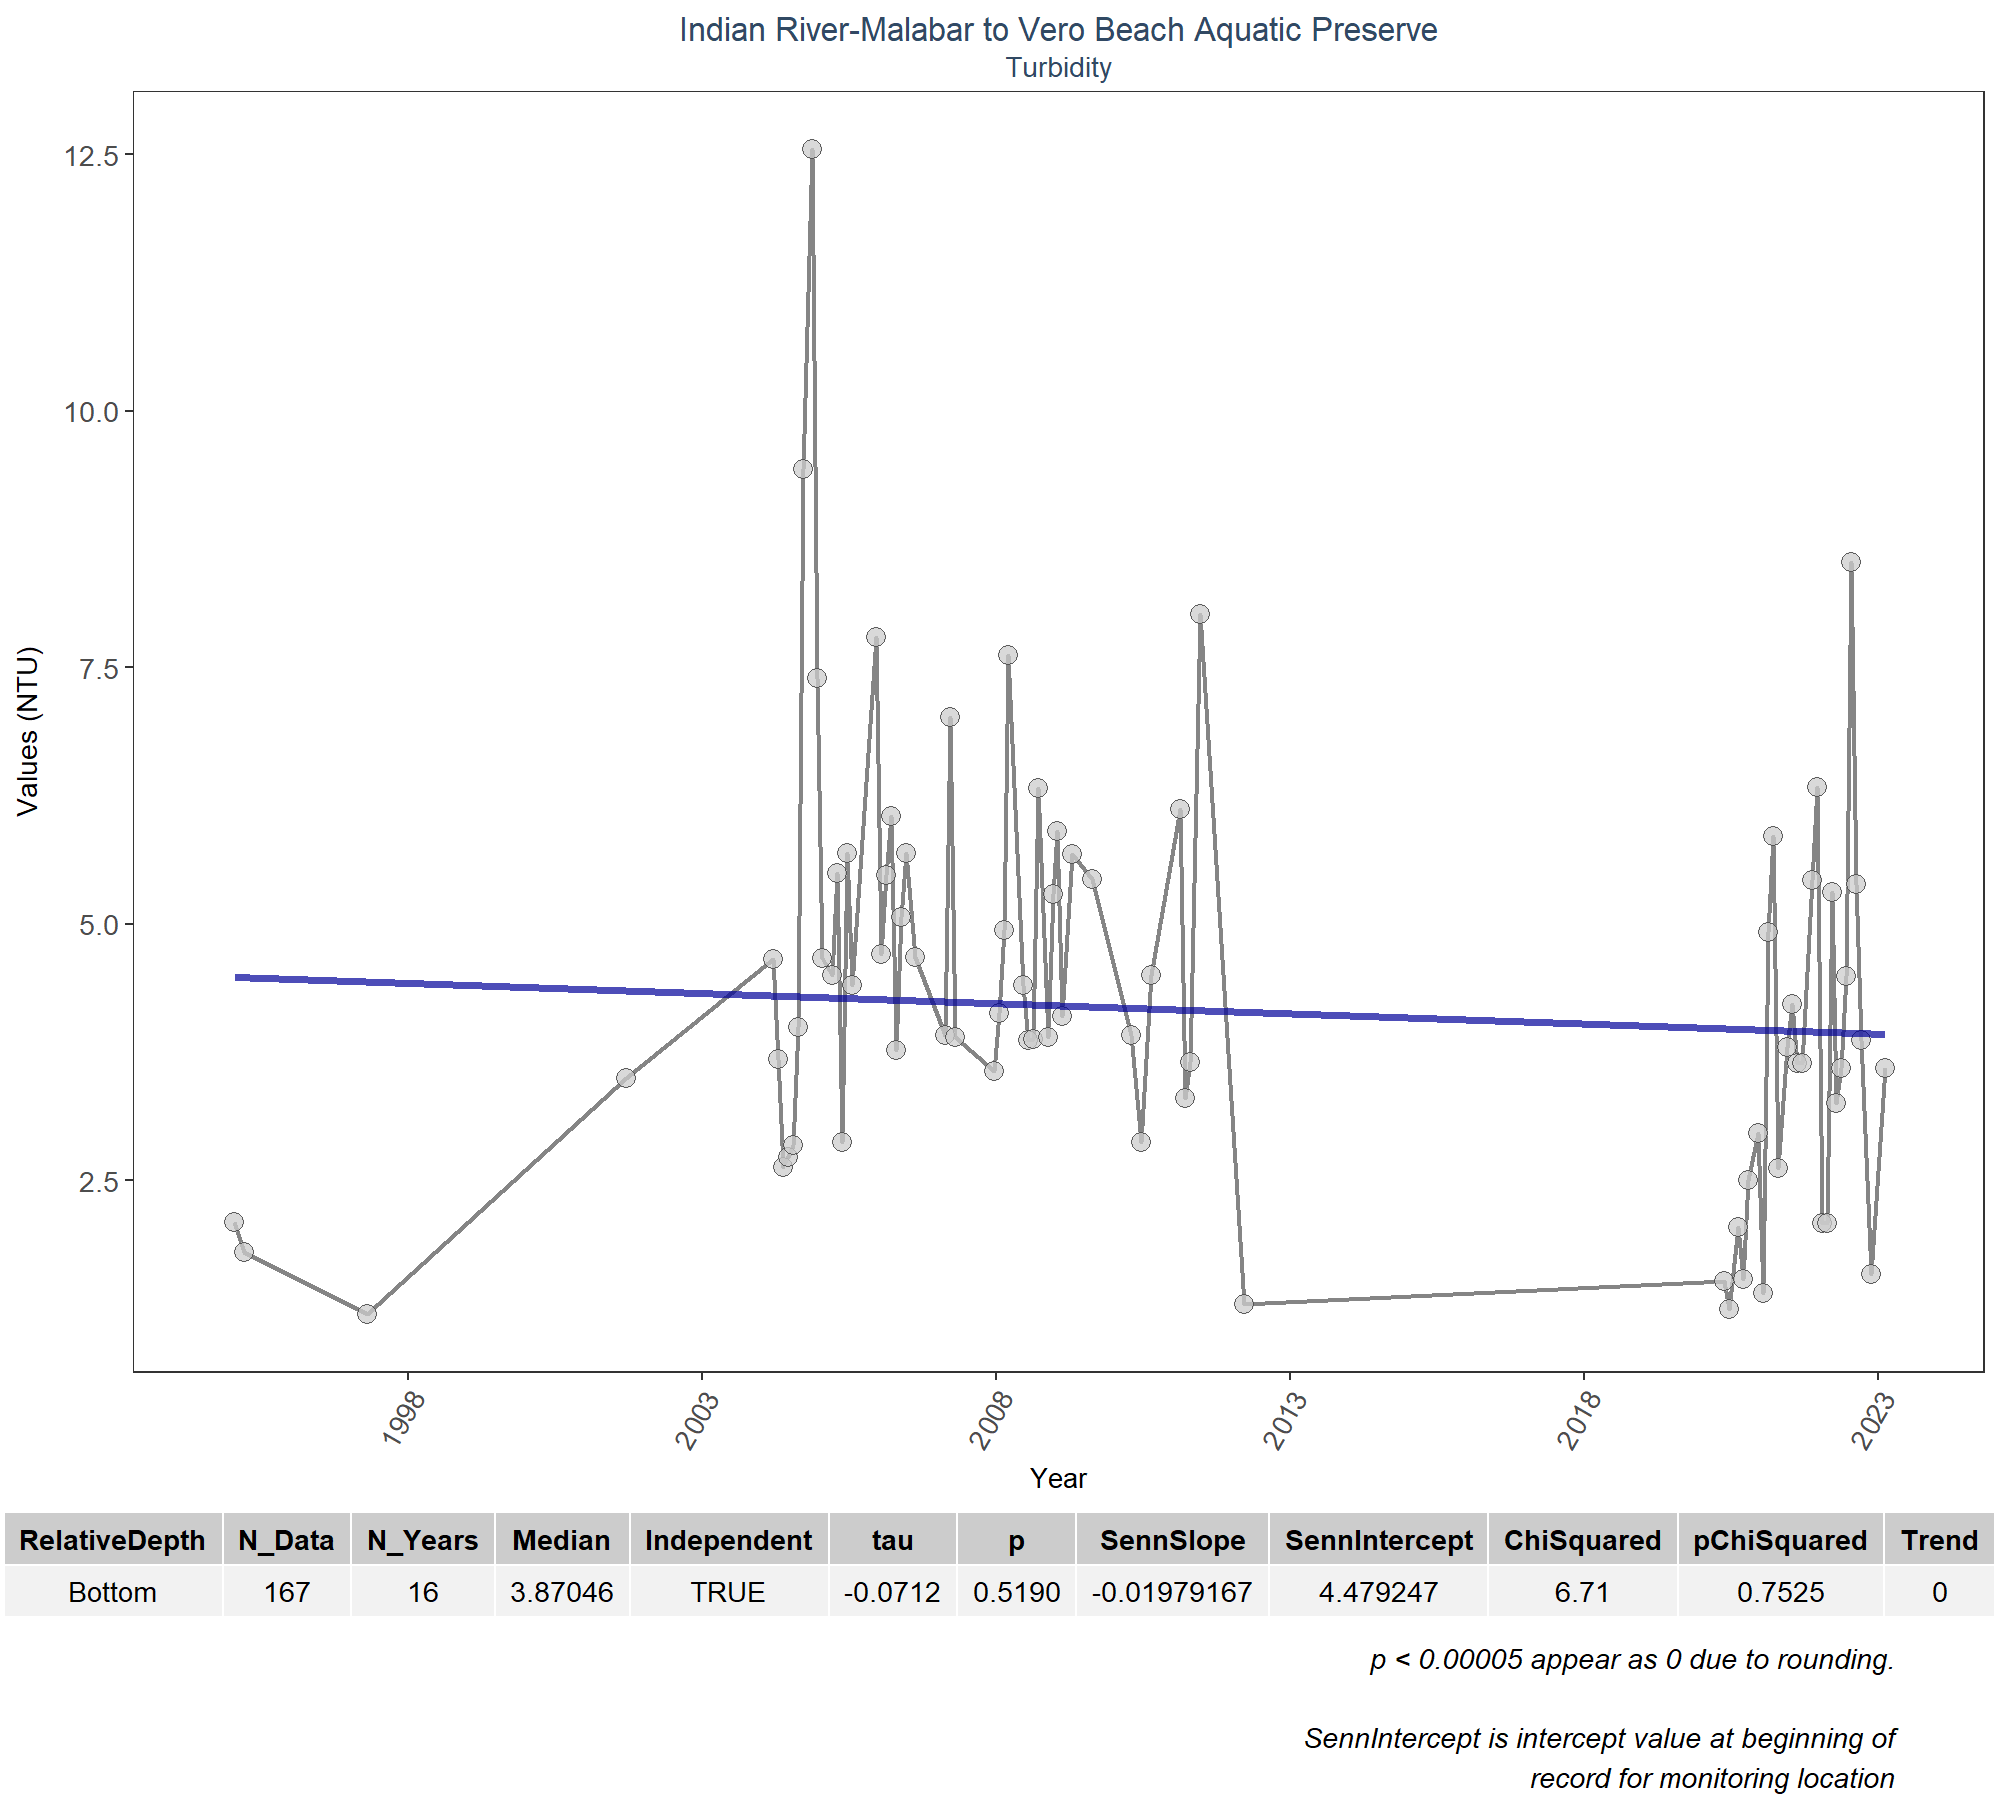 Indian River-Malabar to Vero Beach Aquatic Preserve
Turbidity
12.5
10.0
7.5
5.0
2.5
Values (NTU)
1998 2003 2008 2013 2018 2023
Year
RelativeDepth N_Data N_Years Median Independent tau p SennSlope SennIntercept ChiSquared pChiSquared Trend
Bottom 167 16 3.87046 TRUE -0.0712 0.5190 -0.01979167 4.479247 6.71 0.7525 0
p < 0.00005 appear as 0 due to rounding.
SennIntercept is intercept value at beginning of
record for monitoring location